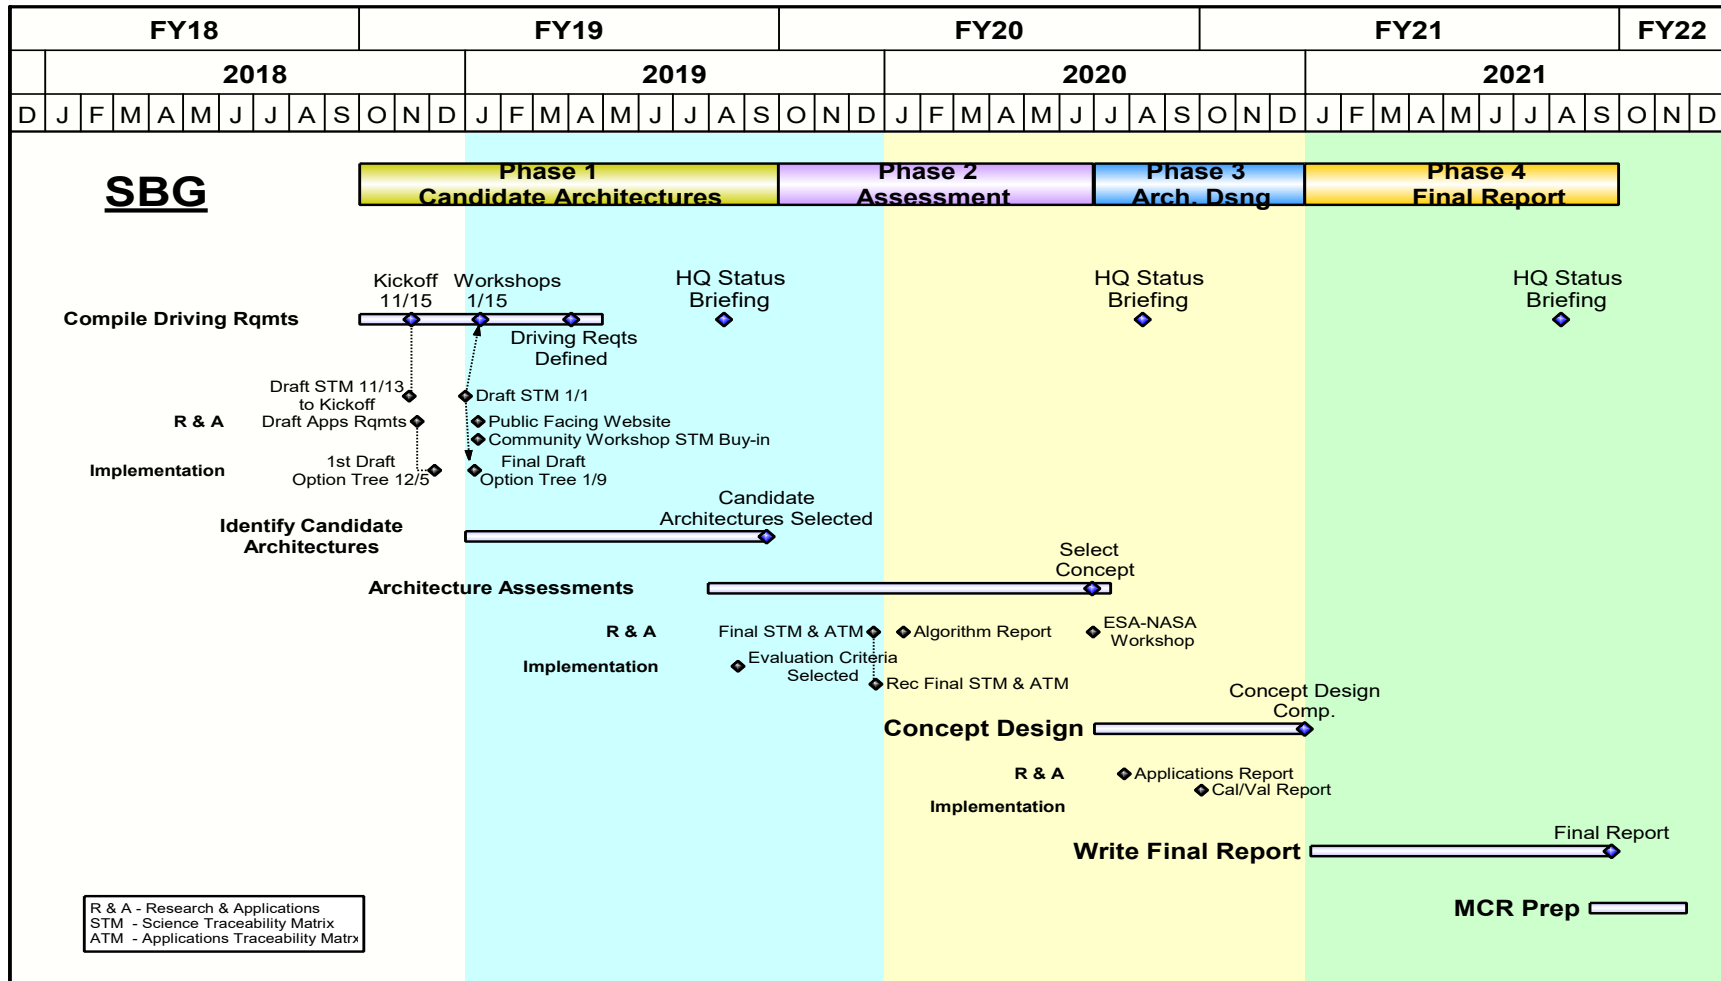 FY18 FY19 FY20 FY21 FY22
2018 2019 2020 2021
D J F M A M J J A S O N D J F M A M J J A S O N D J F M A M J J A S O N D J F M A M J J A S O N D
SBG
Phase 1
Candidate Architectures
Phase 2
Assessment
Phase 3
Arch. Dsng
Phase 4
Final Report
Kickoff
11/15
Workshops
1/15
HQ Status
Briefing
HQ Status
Briefing
HQ Status
Briefing
Compile Driving Rqmts
Driving Reqts
Defined
Draft STM 11/13
to Kickoff
Draft STM 1/1
R & A
Draft Apps Rqmts
Public Facing Website
Community Workshop STM Buy-in
Implementation
1st Draft
Option Tree 12/5
Final Draft
Option Tree 1/9
Candidate
Architectures Selected
Identify Candidate
Architectures
Select
Concept
Architecture Assessments
R & A
Final STM & ATM
Algorithm Report
ESA-NASA
Workshop
Implementation
Evaluation Criteria
Selected
Rec Final STM & ATM
Concept Design
Comp.
Concept Design
R & A
Applications Report
Cal/Val Report
Implementation
Final Report
Write Final Report
MCR Prep
R & A - Research & Applications
STM - Science Traceability Matrix
ATM - Applications Traceability Matrx